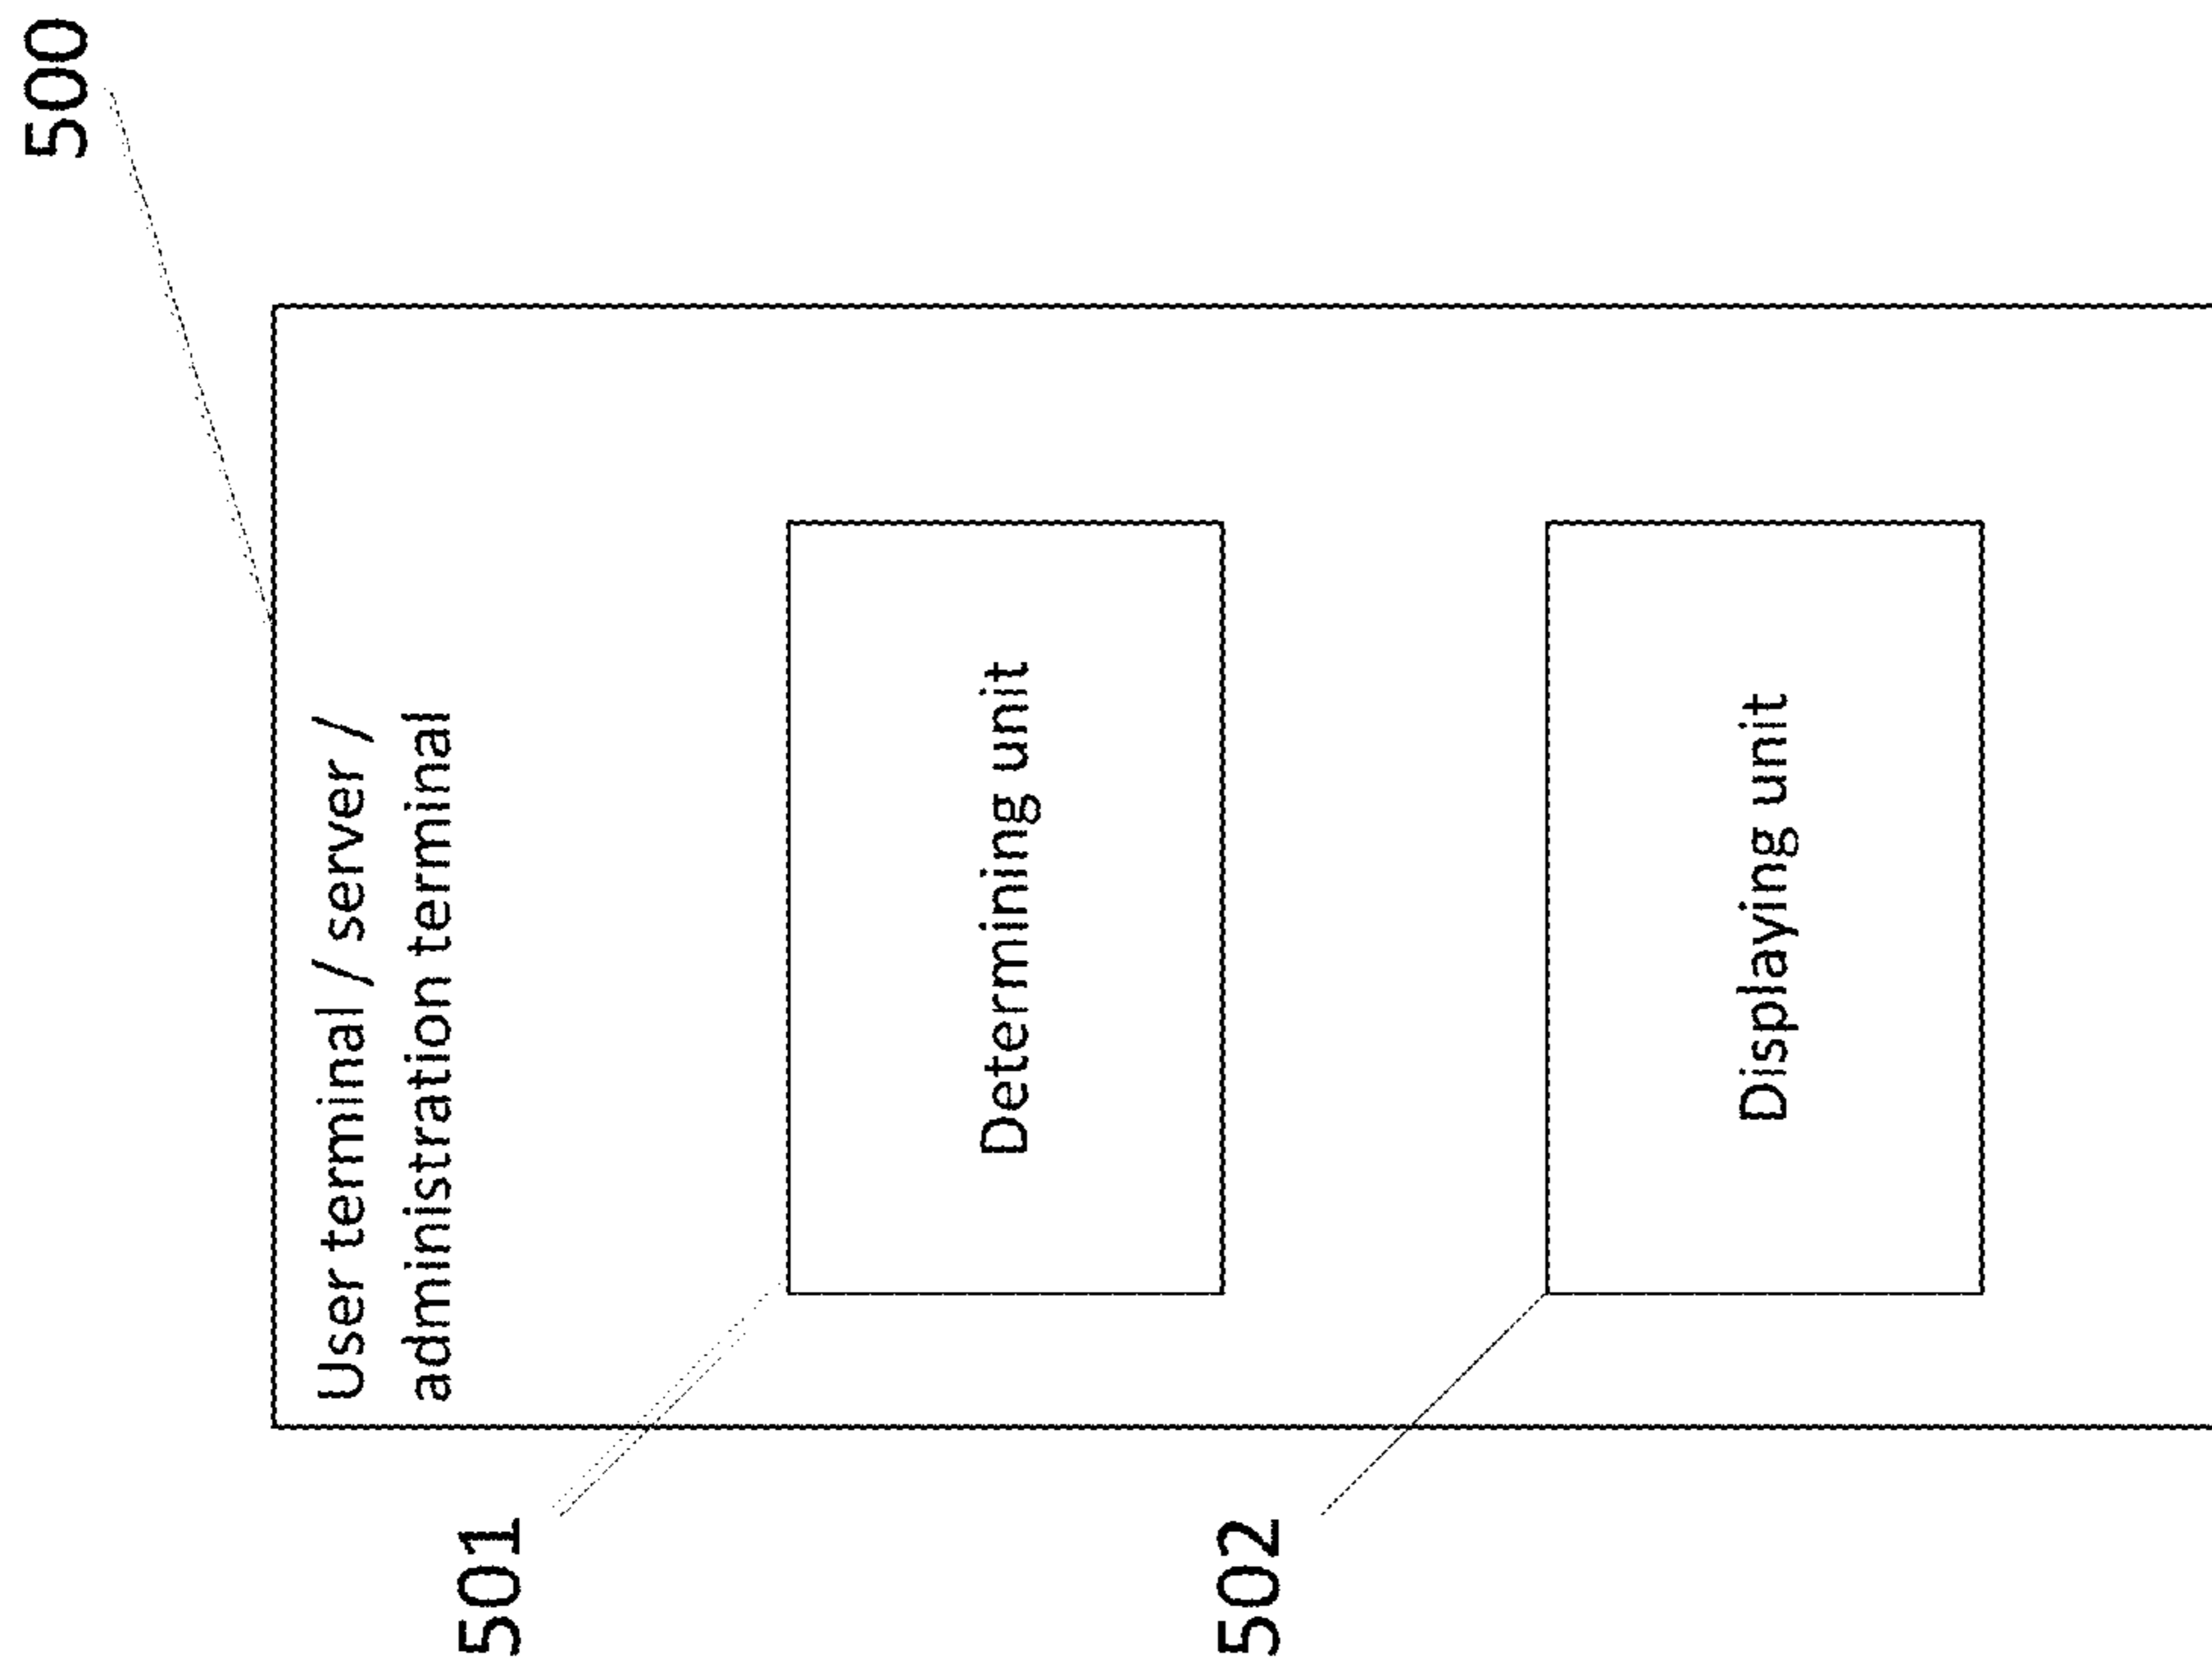 500
User terminal / server /
administration terminal
501
Determining unit
502
Displaying unit